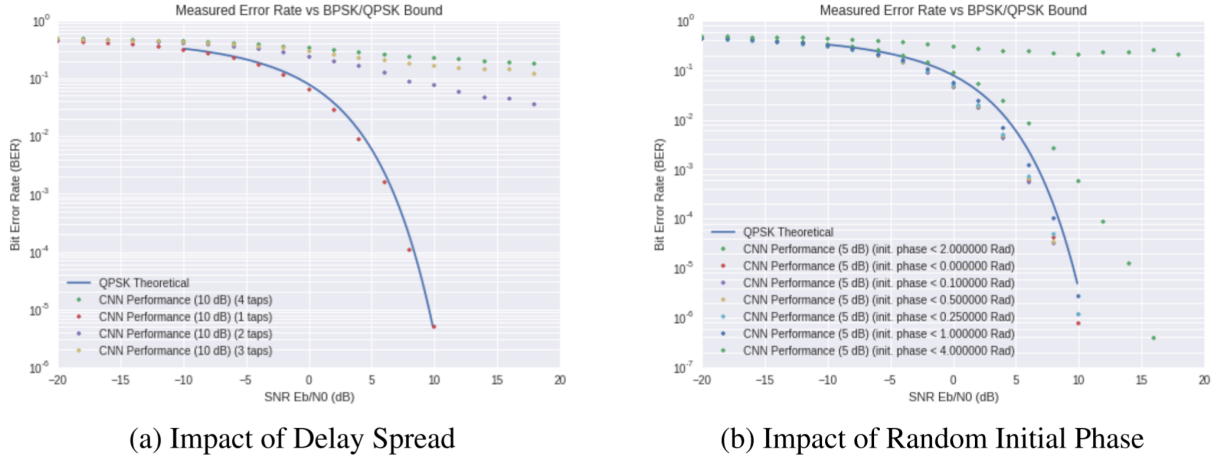 Measured Error Rate vs BPSK/QPSK Bound
10^0
10^-1
10^-2
10^-3
10^-4
10^-5
10^-6
Bit Error Rate (BER)
QPSK Theoretical
CNN Performance (10 dB) (4 taps)
CNN Performance (10 dB) (1 taps)
CNN Performance (10 dB) (2 taps)
CNN Performance (10 dB) (3 taps)
−20 −15 −10 −5 0 5 10 15 20
SNR Eb/N0 (dB)
(a) Impact of Delay Spread
Measured Error Rate vs BPSK/QPSK Bound
10^0
10^-1
10^-2
10^-3
10^-4
10^-5
10^-6
10^-7
Bit Error Rate (BER)
QPSK Theoretical
CNN Performance (5 dB) (init. phase < 2.000000 Rad)
CNN Performance (5 dB) (init. phase < 0.000000 Rad)
CNN Performance (5 dB) (init. phase < 0.100000 Rad)
CNN Performance (5 dB) (init. phase < 0.500000 Rad)
CNN Performance (5 dB) (init. phase < 0.250000 Rad)
CNN Performance (5 dB) (init. phase < 1.000000 Rad)
CNN Performance (5 dB) (init. phase < 4.000000 Rad)
−20 −15 −10 −5 0 5 10 15 20
SNR Eb/N0 (dB)
(b) Impact of Random Initial Phase